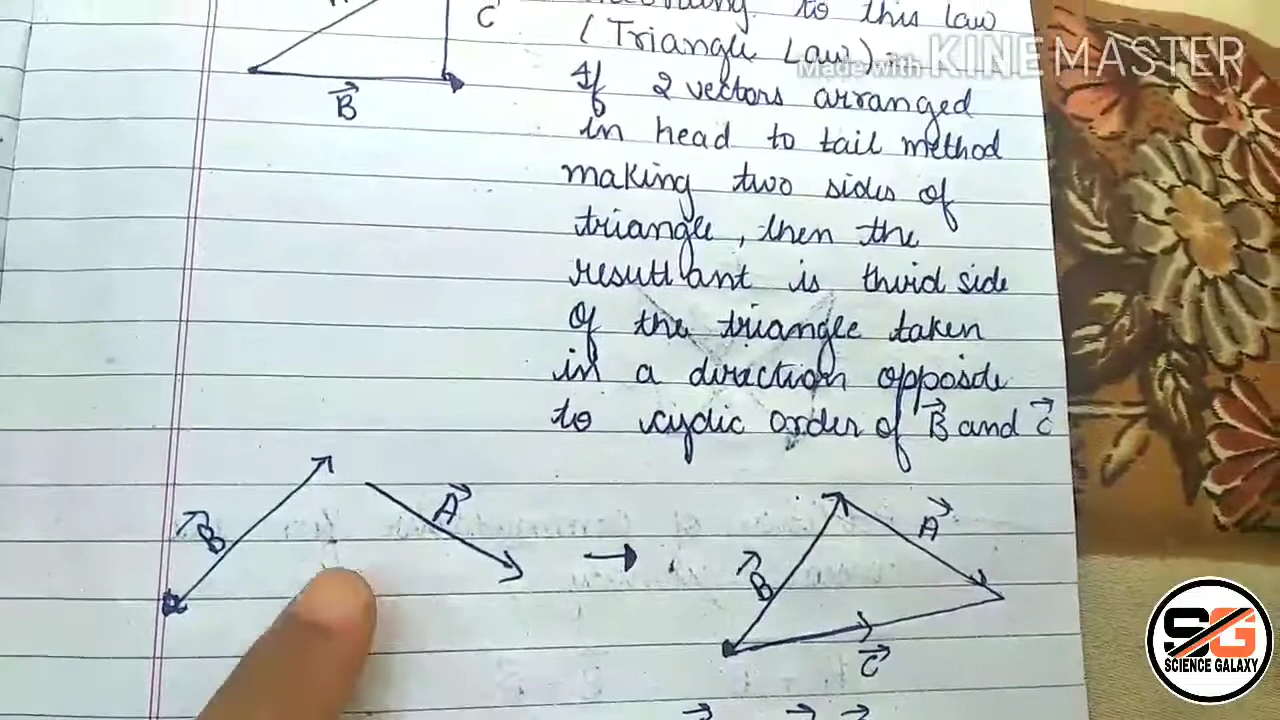 to this law
C
(Triangle Law) :-
Made with KINEMASTER
If 2 vectors arranged
B
in head to tail method
making two sides of
triangle, then the
resultant is thrid side
of the triangle taken
in a direction opposite
to cyclic order of B⃗ and C⃗
B⃗
A⃗
→
B⃗
A⃗
C⃗
SG
SCIENCE GALAXY